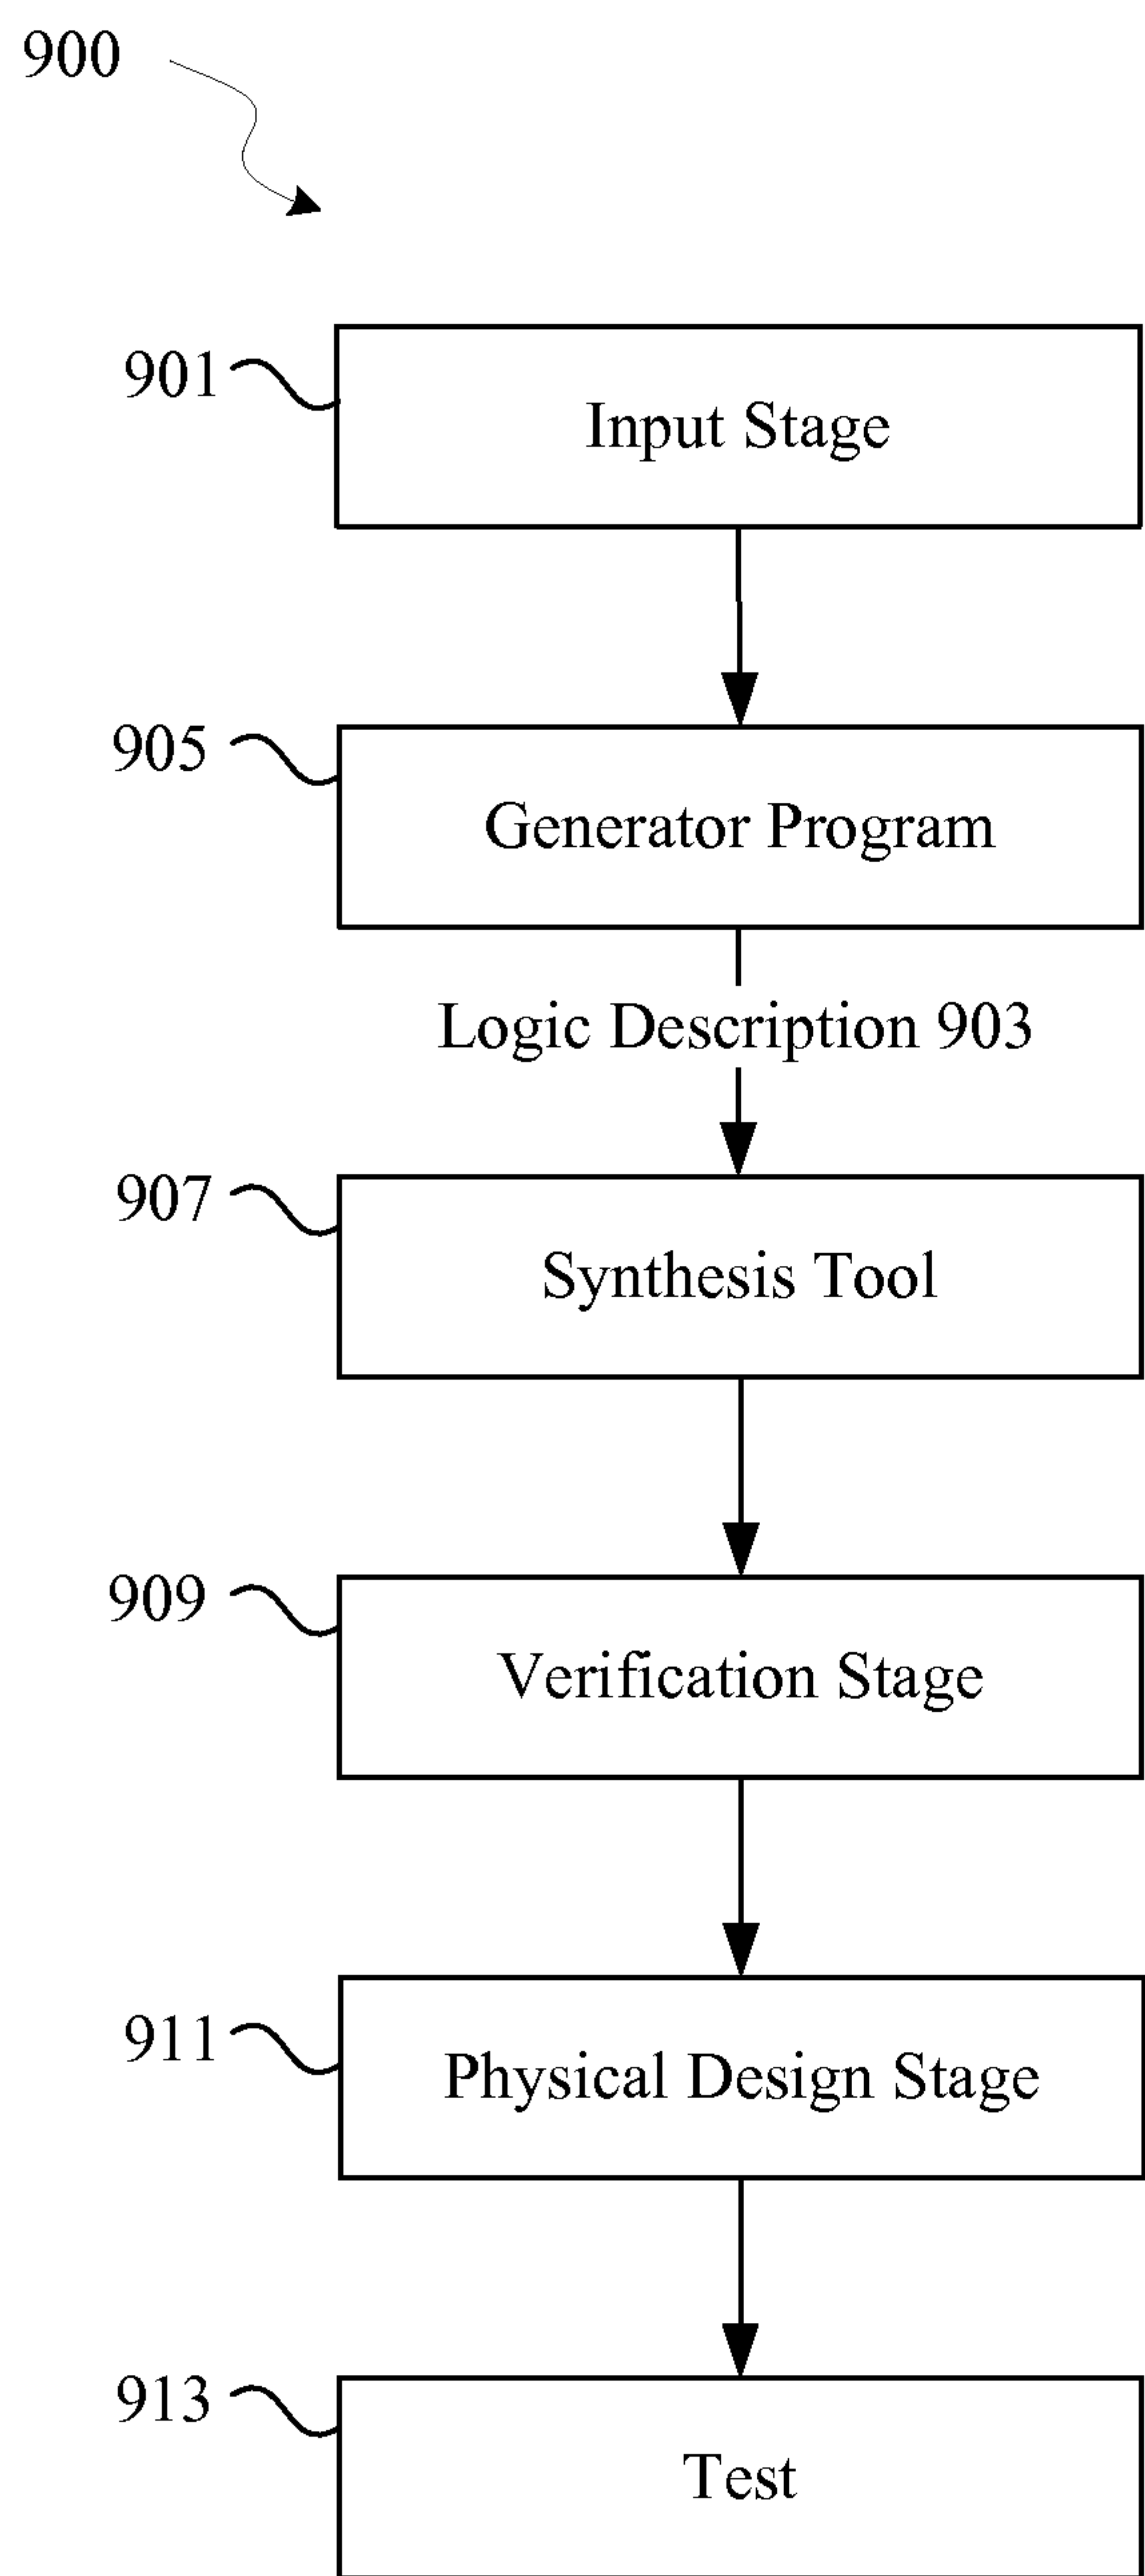 900
901
Input Stage
905
Generator Program
Logic Description 903
907
Synthesis Tool
909
Verification Stage
911
Physical Design Stage
913
Test